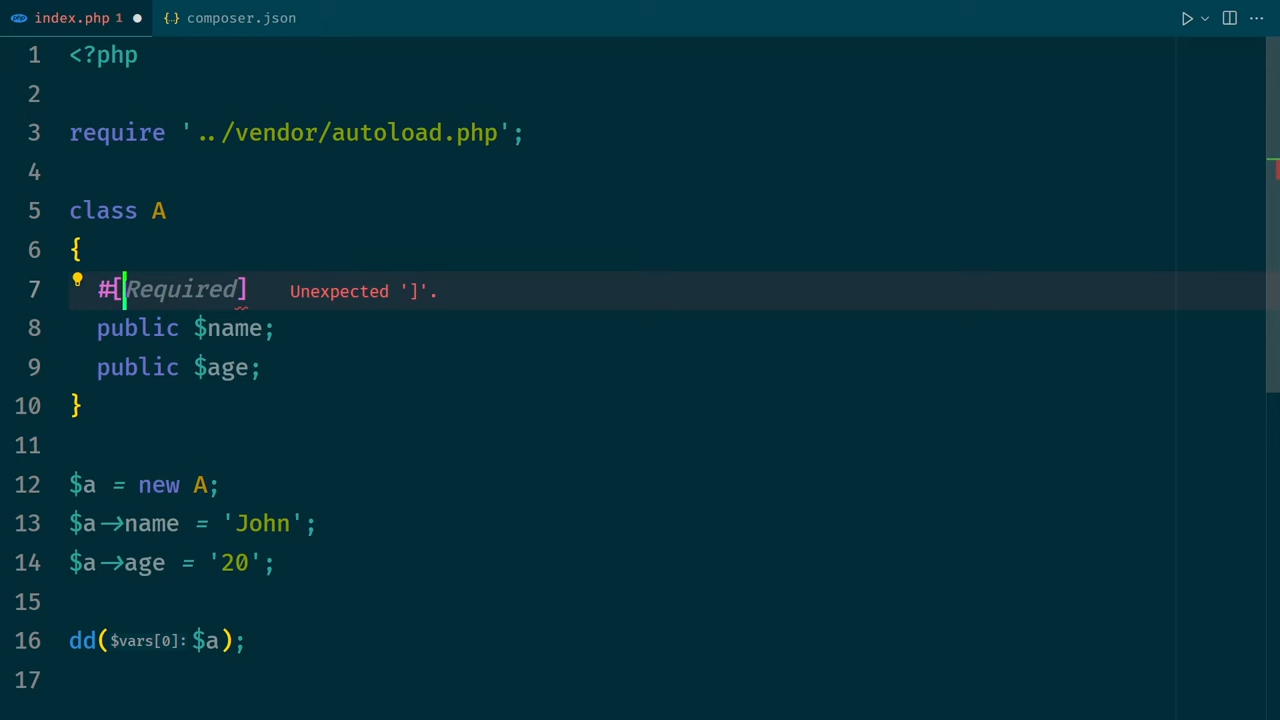 index.php 1 composer.json
1 <?php
2
3 require '../vendor/autoload.php';
4
5 class A
6 {
7 #[Required] Unexpected ']'.
8 public $name;
9 public $age;
10 }
11
12 $a = new A;
13 $a->name = 'John';
14 $a->age = '20';
15
16 dd($vars[0]: $a);
17